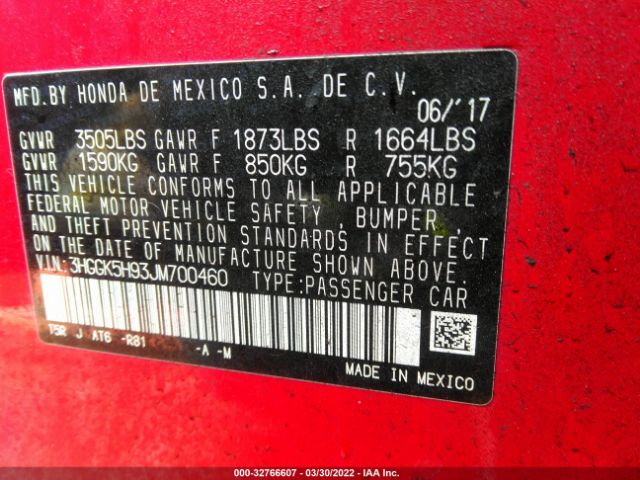 MFD.BY HONDA DE MEXICO S.A. DE C.V.
06/'17
GVWR 3505LBS GAWR F 1873LBS R 1664LBS
GVWR 1590KG GAWR F 850KG R 755KG
THIS VEHICLE CONFORMS TO ALL APPLICABLE
FEDERAL MOTOR VEHICLE SAFETY, BUMPER,
AND THEFT PREVENTION STANDARDS IN EFFECT
ON THE DATE OF MANUFACTURE SHOWN ABOVE.
V.I.N.: 3HGGK5H93JM700460 TYPE:PASSENGER CAR
T5R J AT6 -R81 -A -M
MADE IN MEXICO
000-32766607 - 03/30/2022 - IAA Inc.